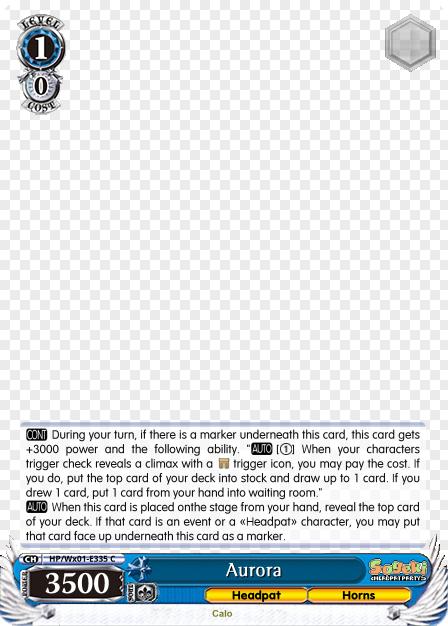 LEVEL
1
0
COST
CONT During your turn, if there is a marker underneath this card, this card gets
+3000 power and the following ability. "AUTO [①] When your characters
trigger check reveals a climax with a trigger icon, you may pay the cost. If
you do, put the top card of your deck into stock and draw up to 1 card. If you
drew 1 card, put 1 card from your hand into waiting room."
AUTO When this card is placed onthe stage from your hand, reveal the top card
of your deck. If that card is an event or a «Headpat» character, you may put
that card face up underneath this card as a marker.
CH HP/Wx01-E335 C
POWER 3500 SOUL Aurora
HEADPAT PARTY
Headpat Horns
Calo